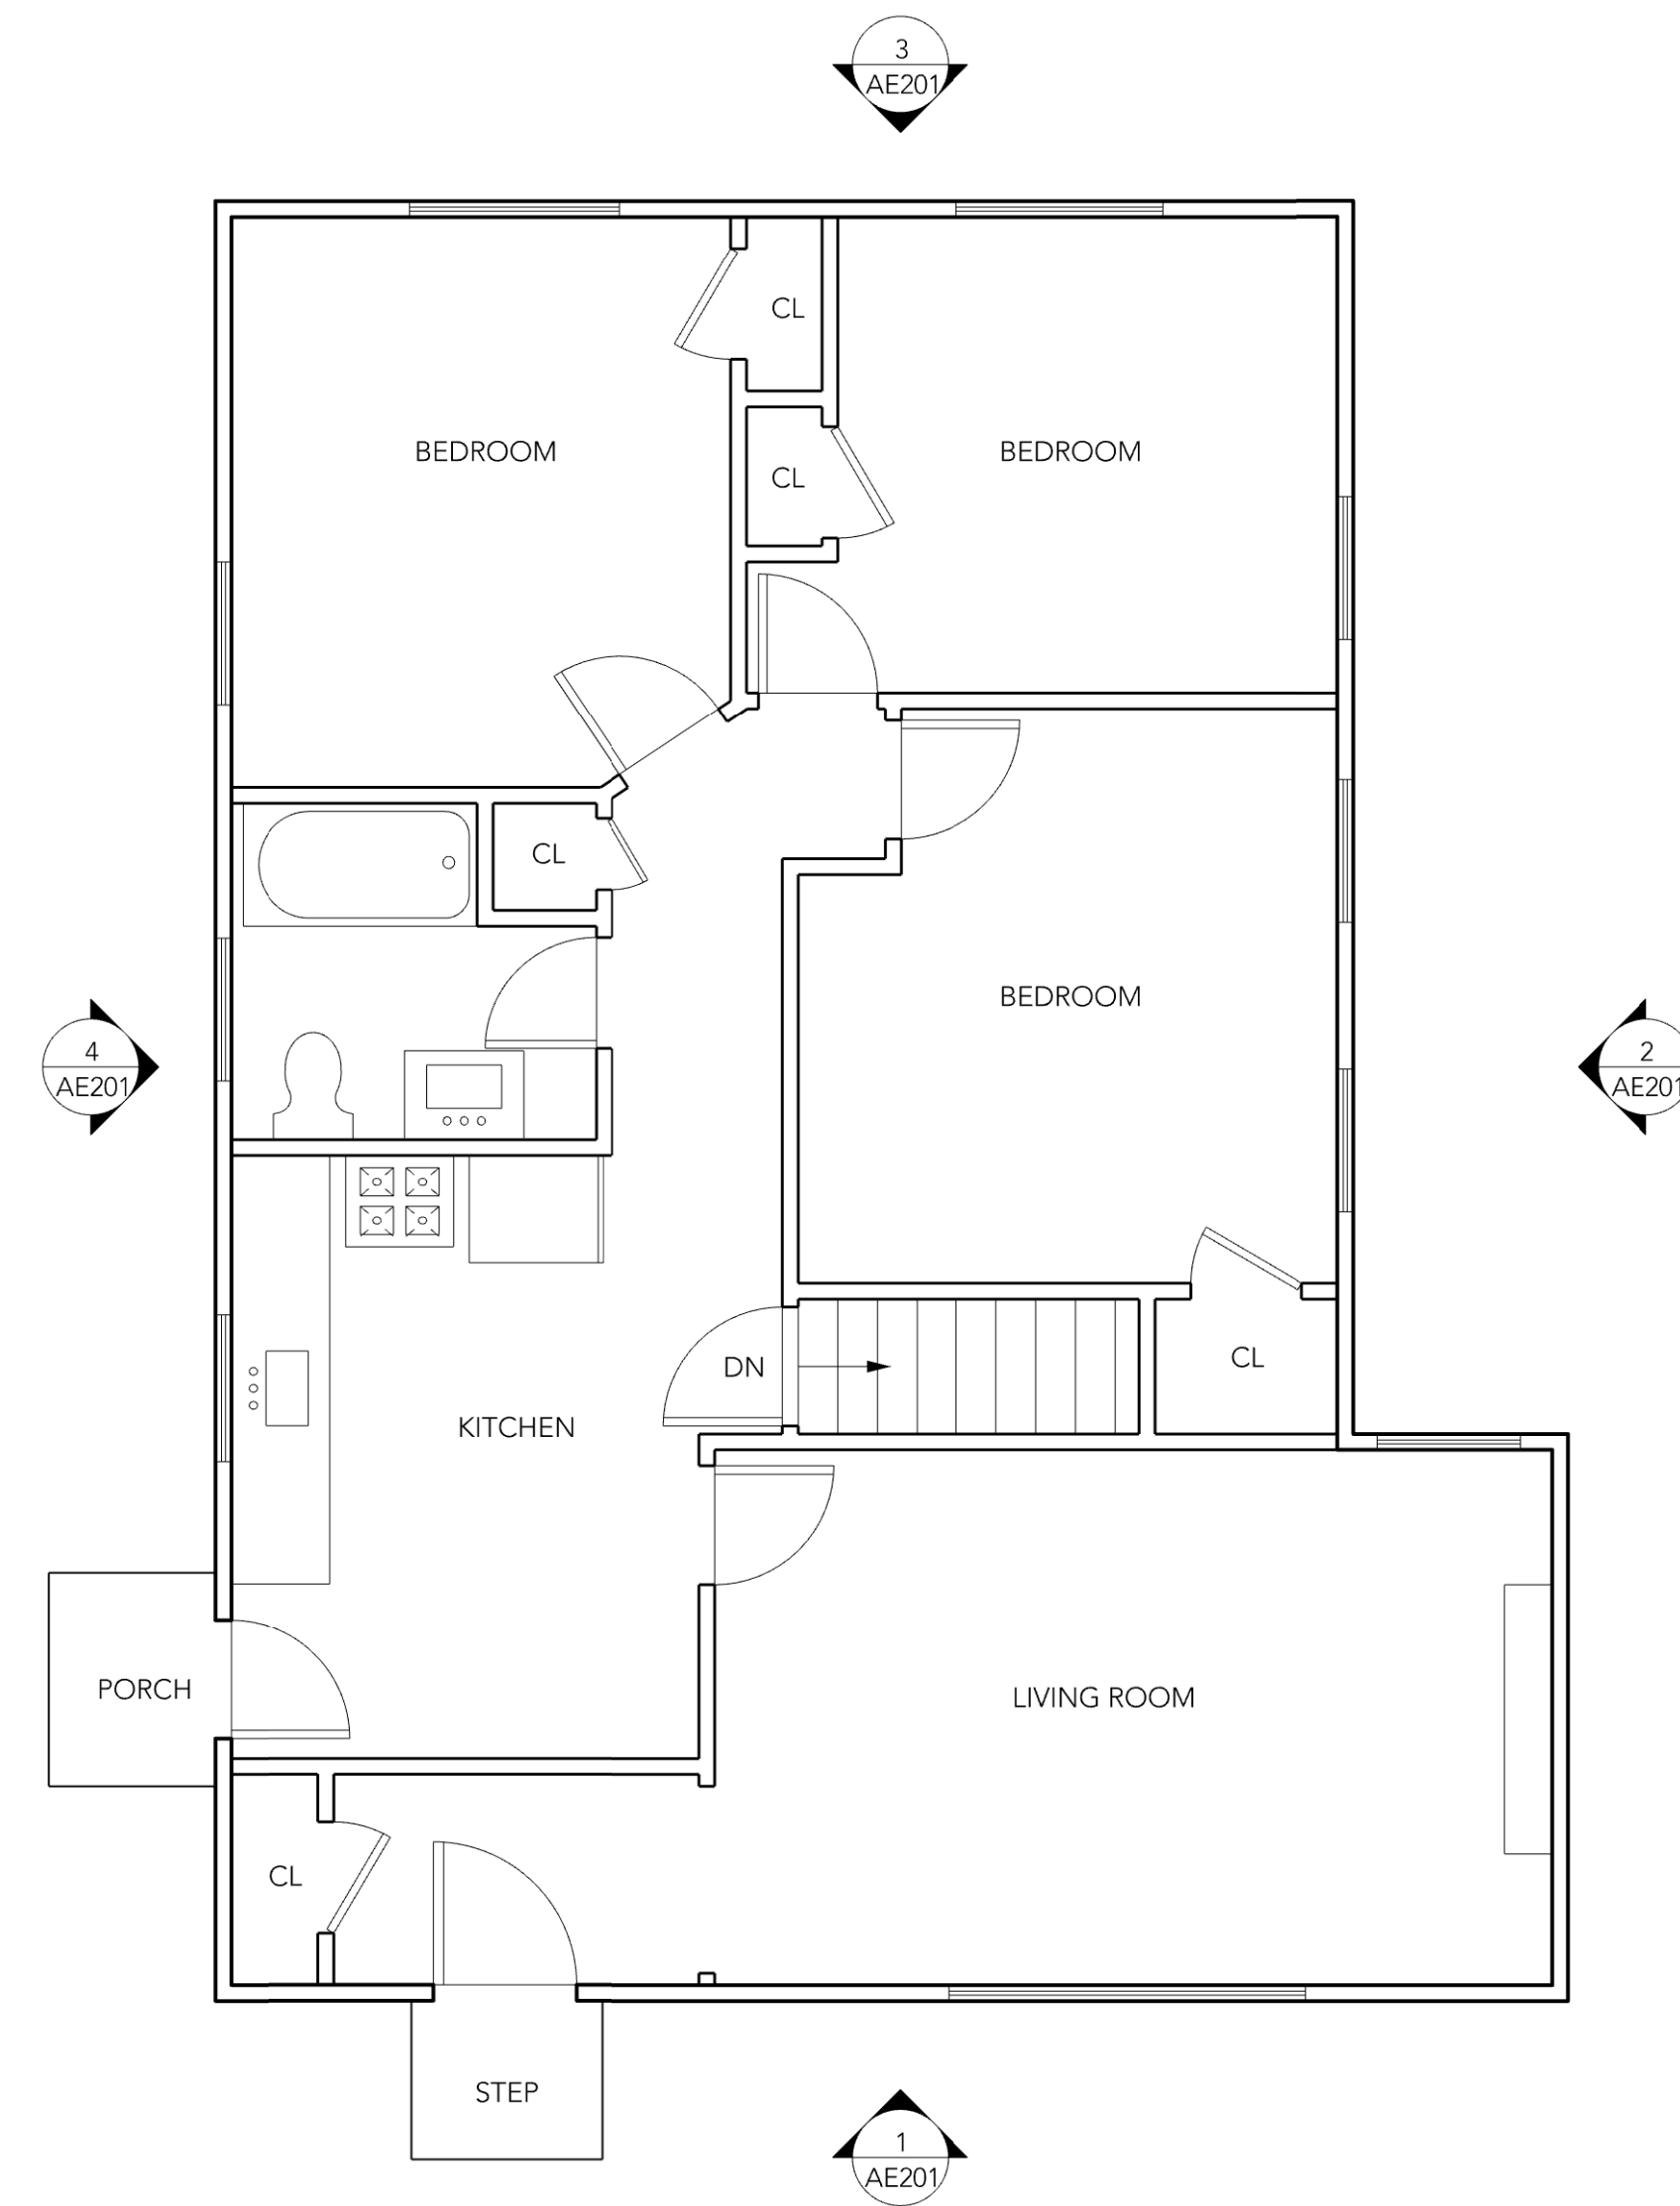 3
AE201
CL
BEDROOM
BEDROOM
CL
CL
BEDROOM
4
AE201
2
AE201
CL
DN
KITCHEN
PORCH
LIVING ROOM
CL
STEP
1
AE201